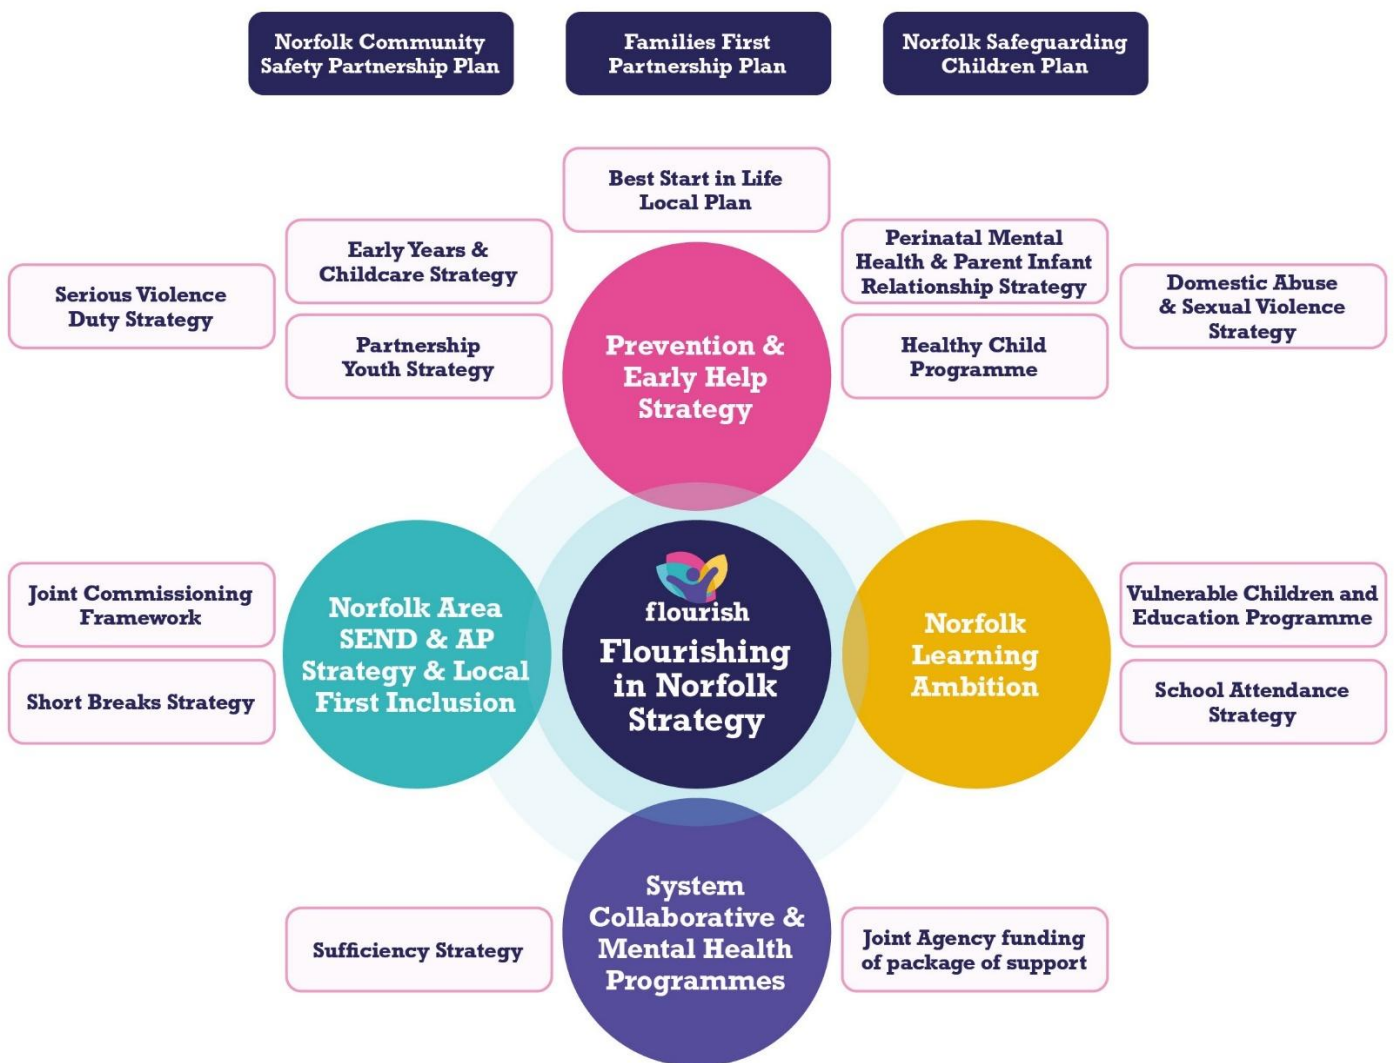 Norfolk Community
Safety Partnership Plan
Families First
Partnership Plan
Norfolk Safeguarding
Children Plan
Best Start in Life
Local Plan
Early Years &
Childcare Strategy
Perinatal Mental
Health & Parent Infant
Relationship Strategy
Serious Violence
Duty Strategy
Domestic Abuse
& Sexual Violence
Strategy
Partnership
Youth Strategy
Prevention &
Early Help
Strategy
Healthy Child
Programme
Joint Commissioning
Framework
Short Breaks Strategy
Norfolk Area
SEND & AP
Strategy & Local
First Inclusion
flourish
Flourishing
in Norfolk
Strategy
Norfolk
Learning
Ambition
Vulnerable Children and
Education Programme
School Attendance
Strategy
Sufficiency Strategy
System
Collaborative &
Mental Health
Programmes
Joint Agency funding
of package of support